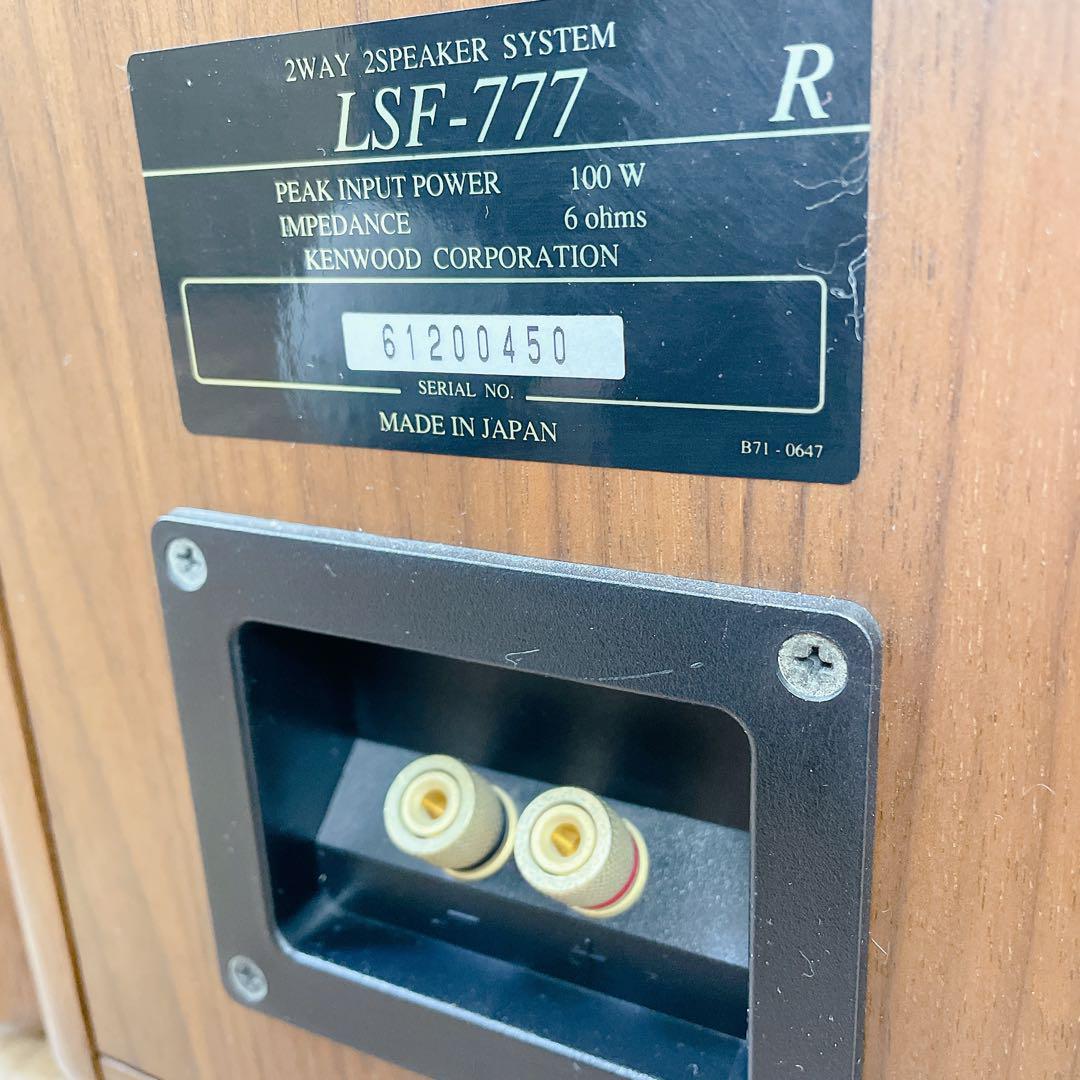 2WAY 2SPEAKER SYSTEM
LSF-777
R
PEAK INPUT POWER 100 W
IMPEDANCE 6 ohms
KENWOOD CORPORATION
61200450
SERIAL NO.
MADE IN JAPAN
B71 - 0647
− +